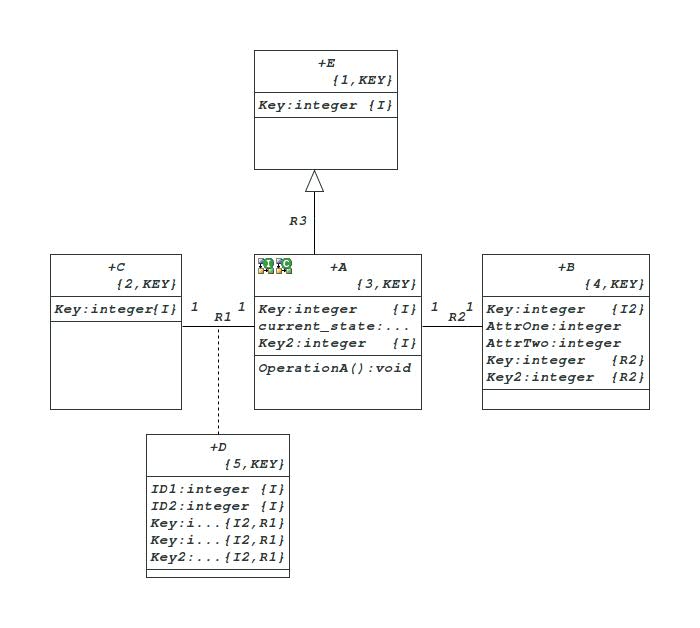 +E
{1,KEY}
Key:integer {I}
R3
+C
{2,KEY}
Key:integer{I}
1 R1 1
I C +A
{3,KEY}
Key:integer {I}
current_state:...
Key2:integer {I}
OperationA():void
1 R2 1
+B
{4,KEY}
Key:integer {I2}
AttrOne:integer
AttrTwo:integer
Key:integer {R2}
Key2:integer {R2}
+D
{5,KEY}
ID1:integer {I}
ID2:integer {I}
Key:i...{I2,R1}
Key:i...{I2,R1}
Key2:...{I2,R1}